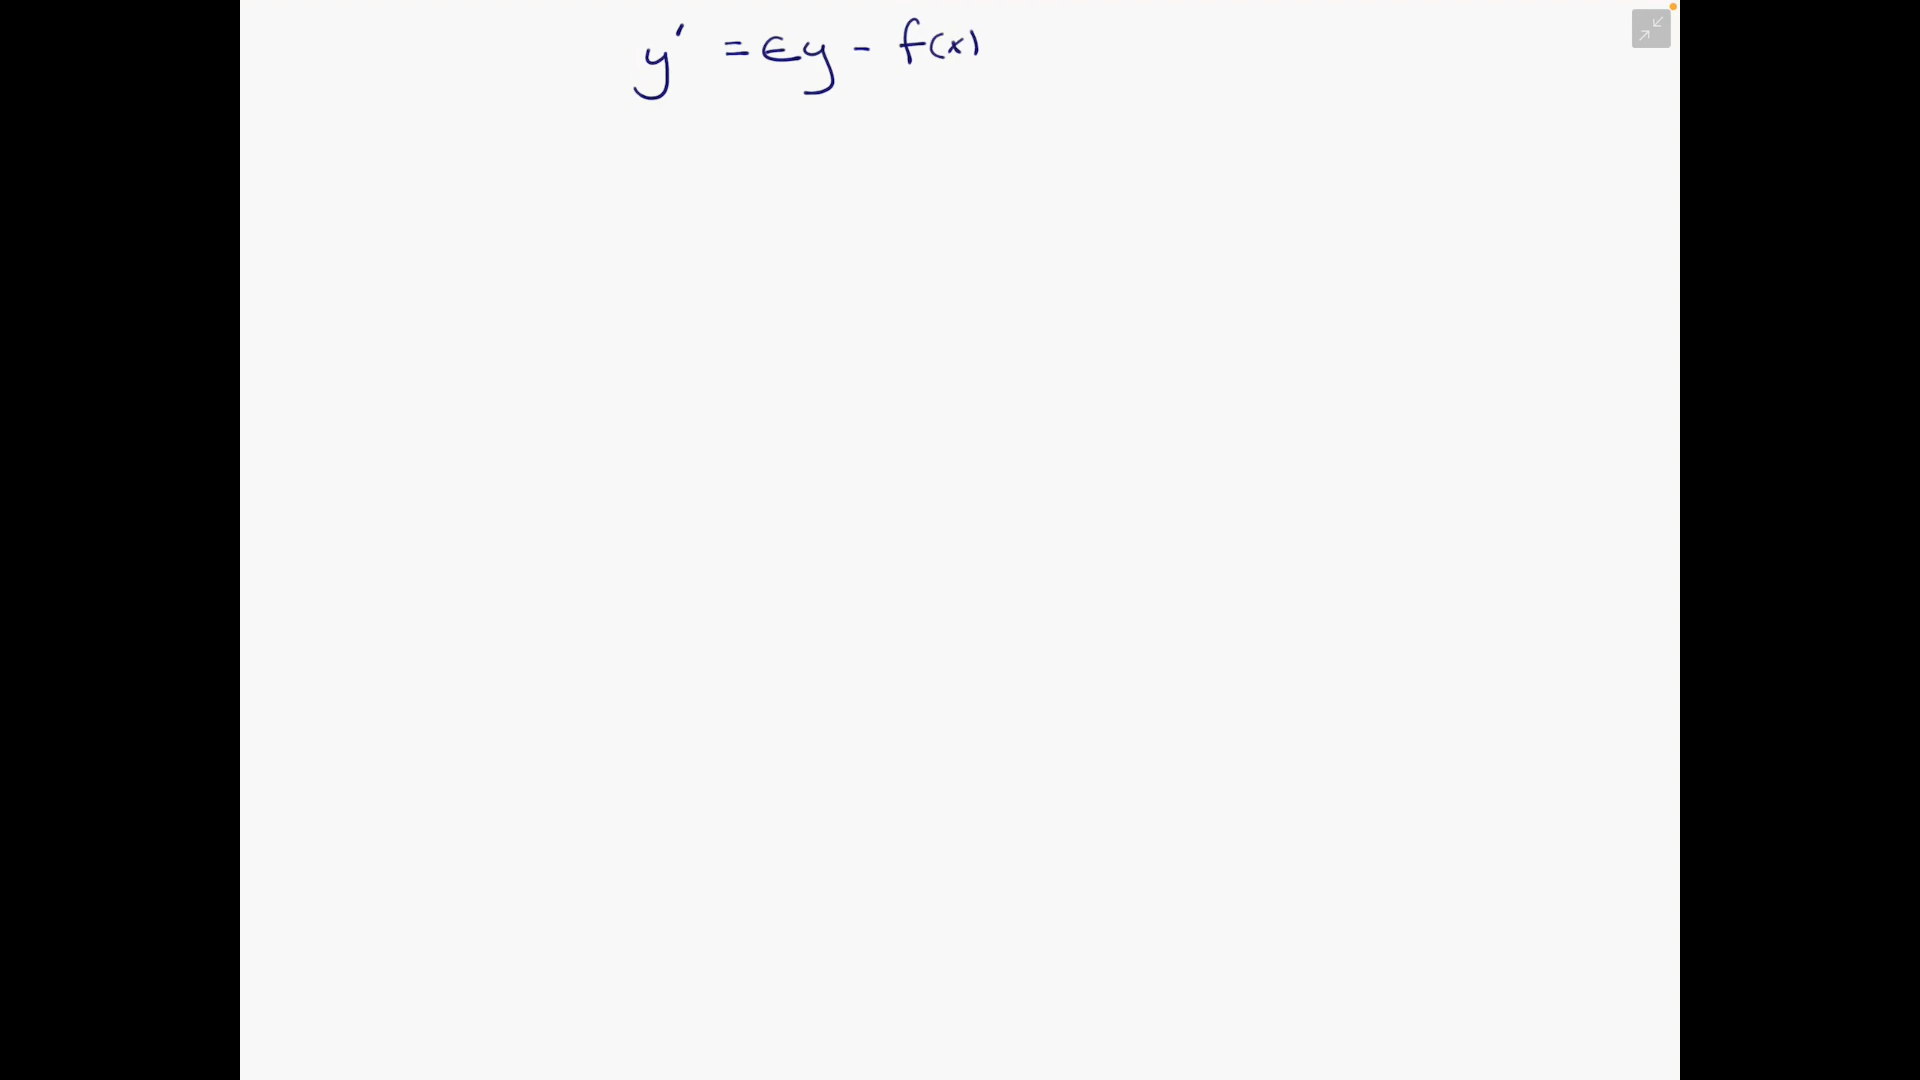 y' = ϵy - f(x)